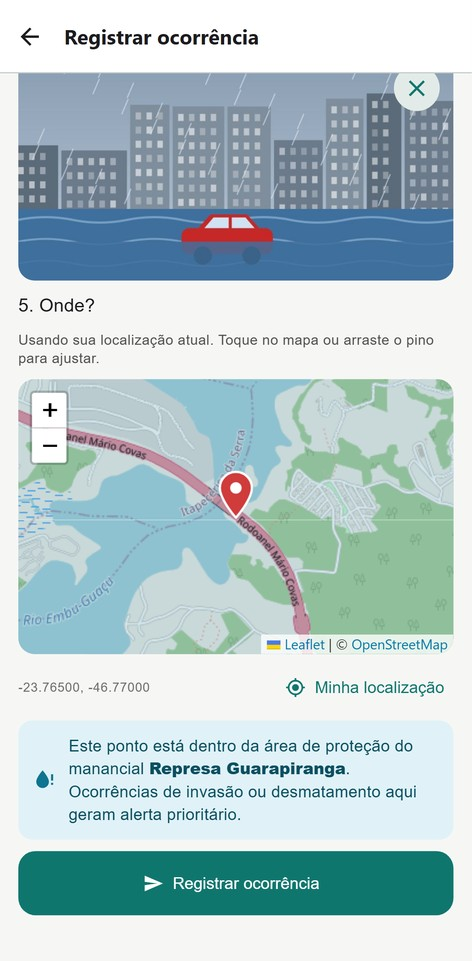 Registrar ocorrência
5. Onde?
Usando sua localização atual. Toque no mapa ou arraste o pino
para ajustar.
+
−
anel Mário Covas
Itapecerica da Serra
Rodoanel Mário Covas
Rio Embu-Guaçu
Leaflet | © OpenStreetMap
-23.76500, -46.77000
Minha localização
Este ponto está dentro da área de proteção do
manancial Represa Guarapiranga.
Ocorrências de invasão ou desmatamento aqui
geram alerta prioritário.
Registrar ocorrência